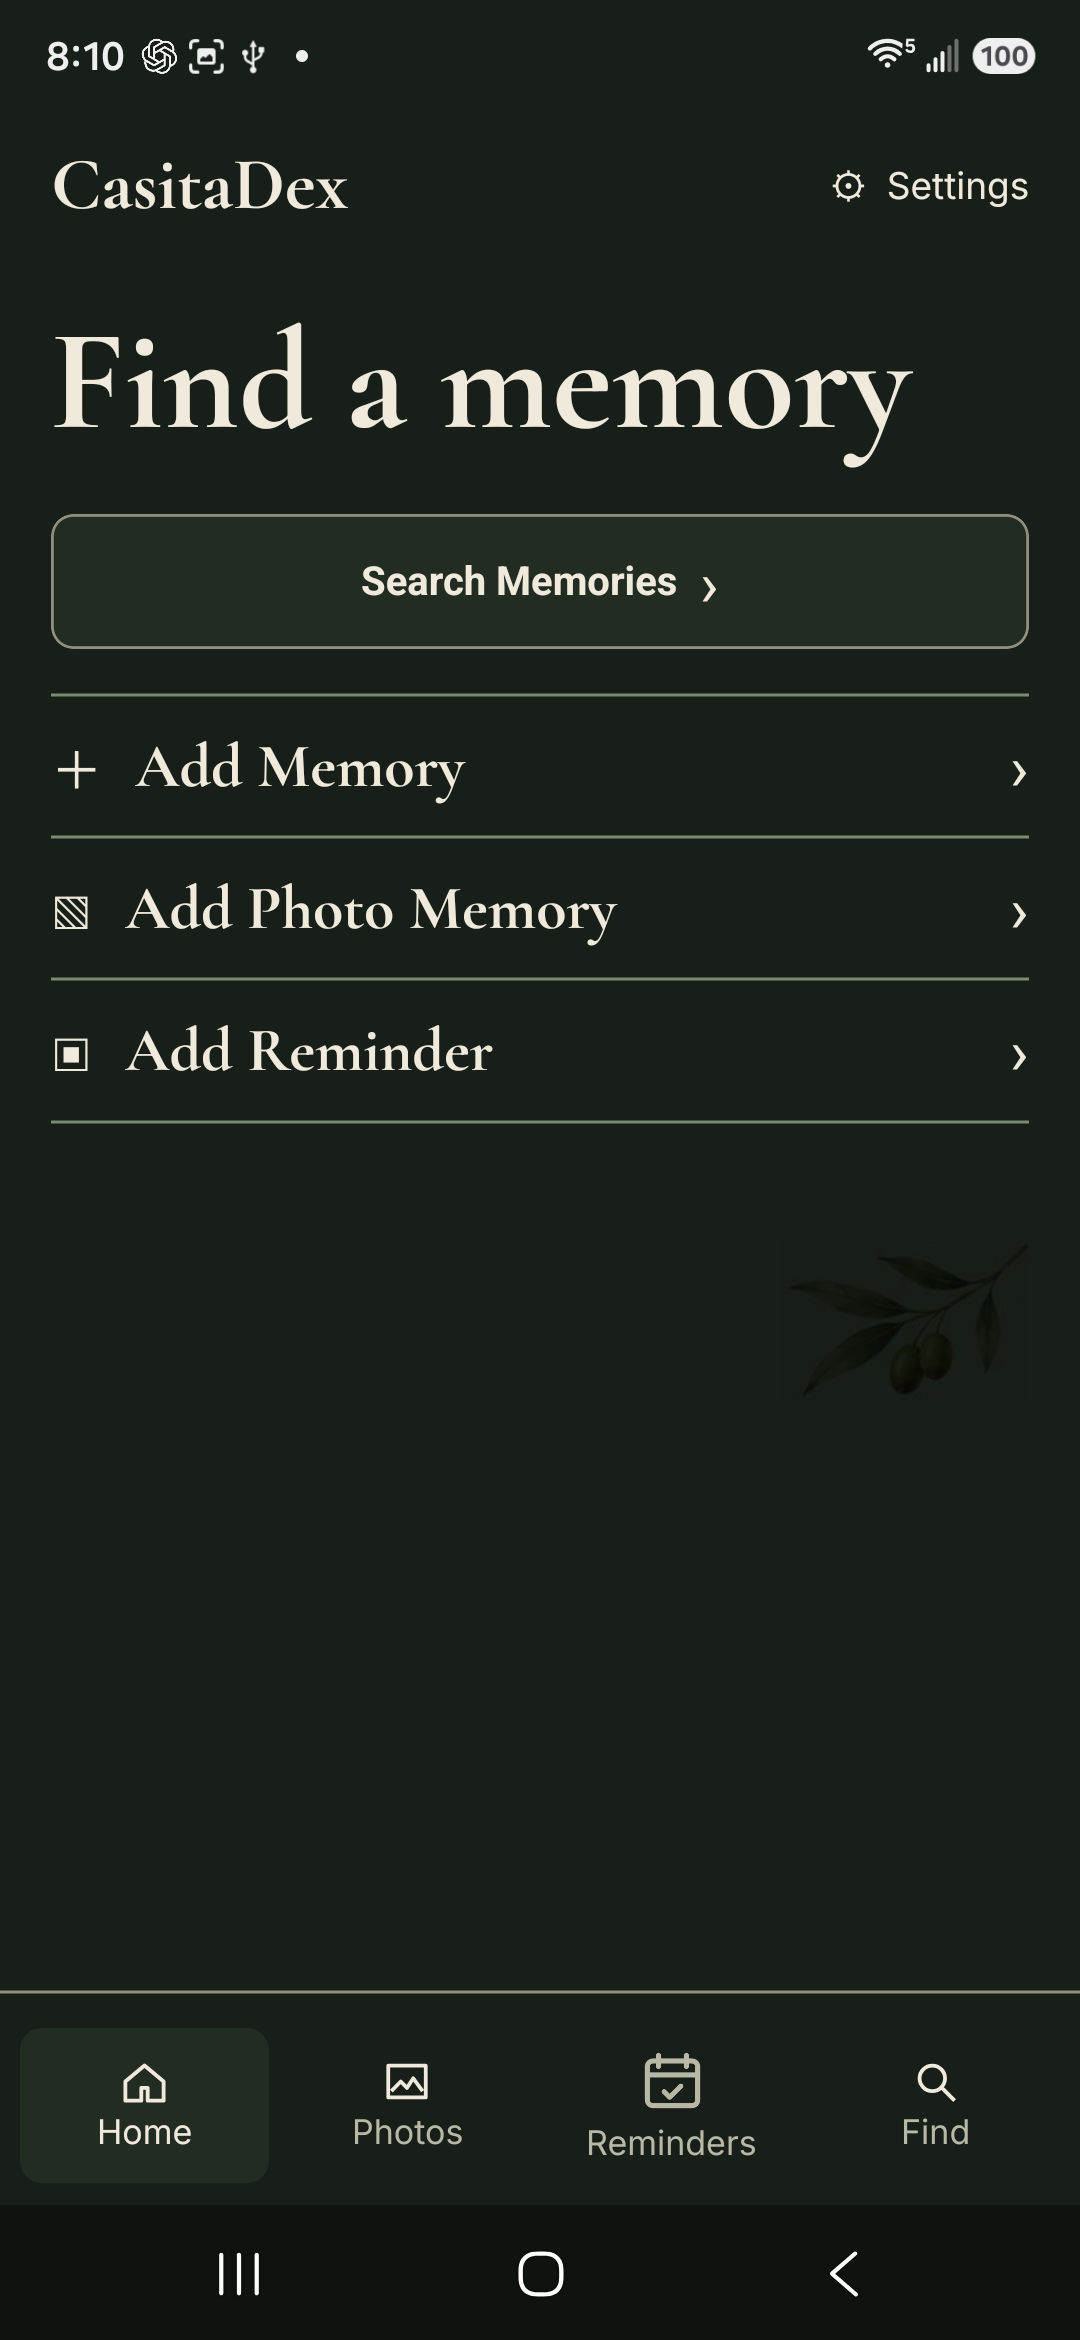 8:10
5
100
CasitaDex
Settings
Find a memory
Search Memories ›
+ Add Memory ›
Add Photo Memory ›
Add Reminder ›
Home
Photos
Reminders
Find